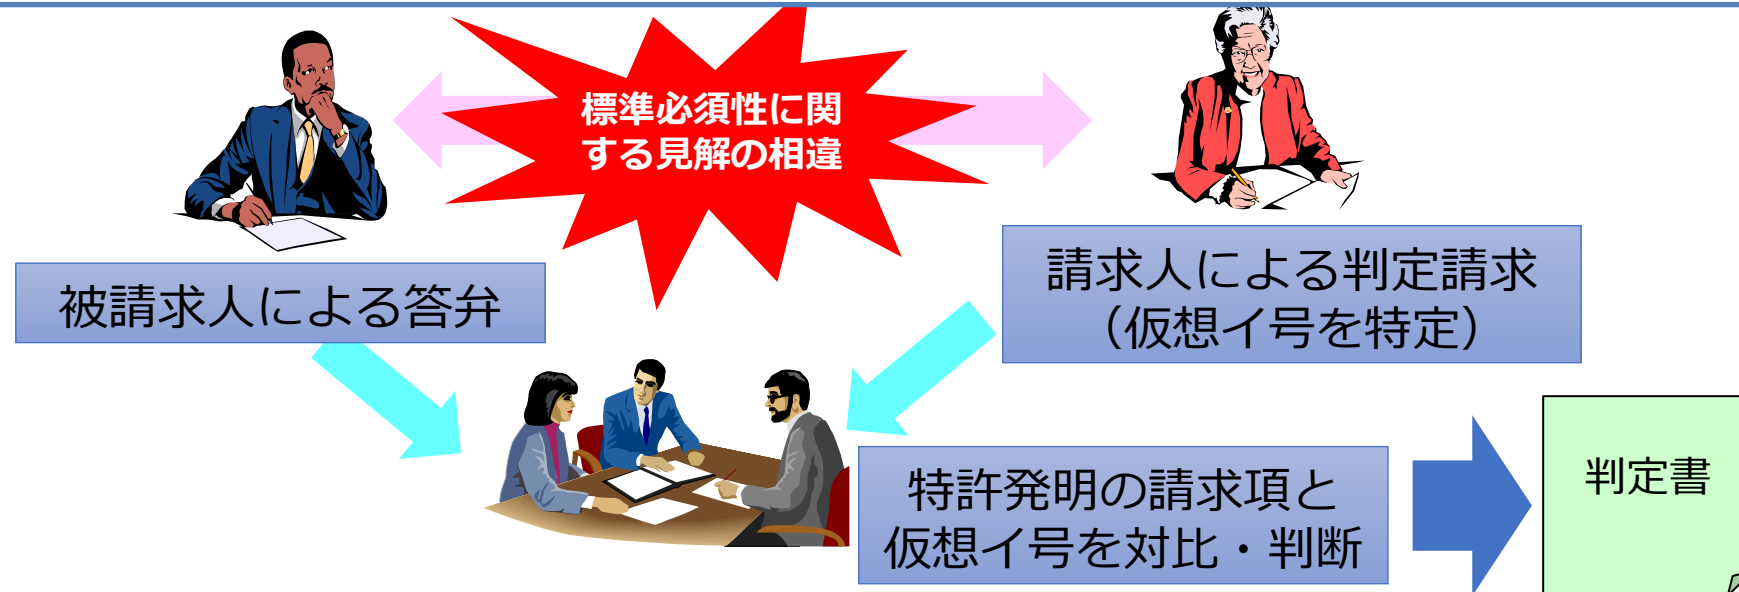 標準必須性に関
する見解の相違
被請求人による答弁
請求人による判定請求
（仮想イ号を特定）
特許発明の請求項と
仮想イ号を対比・判断
判定書